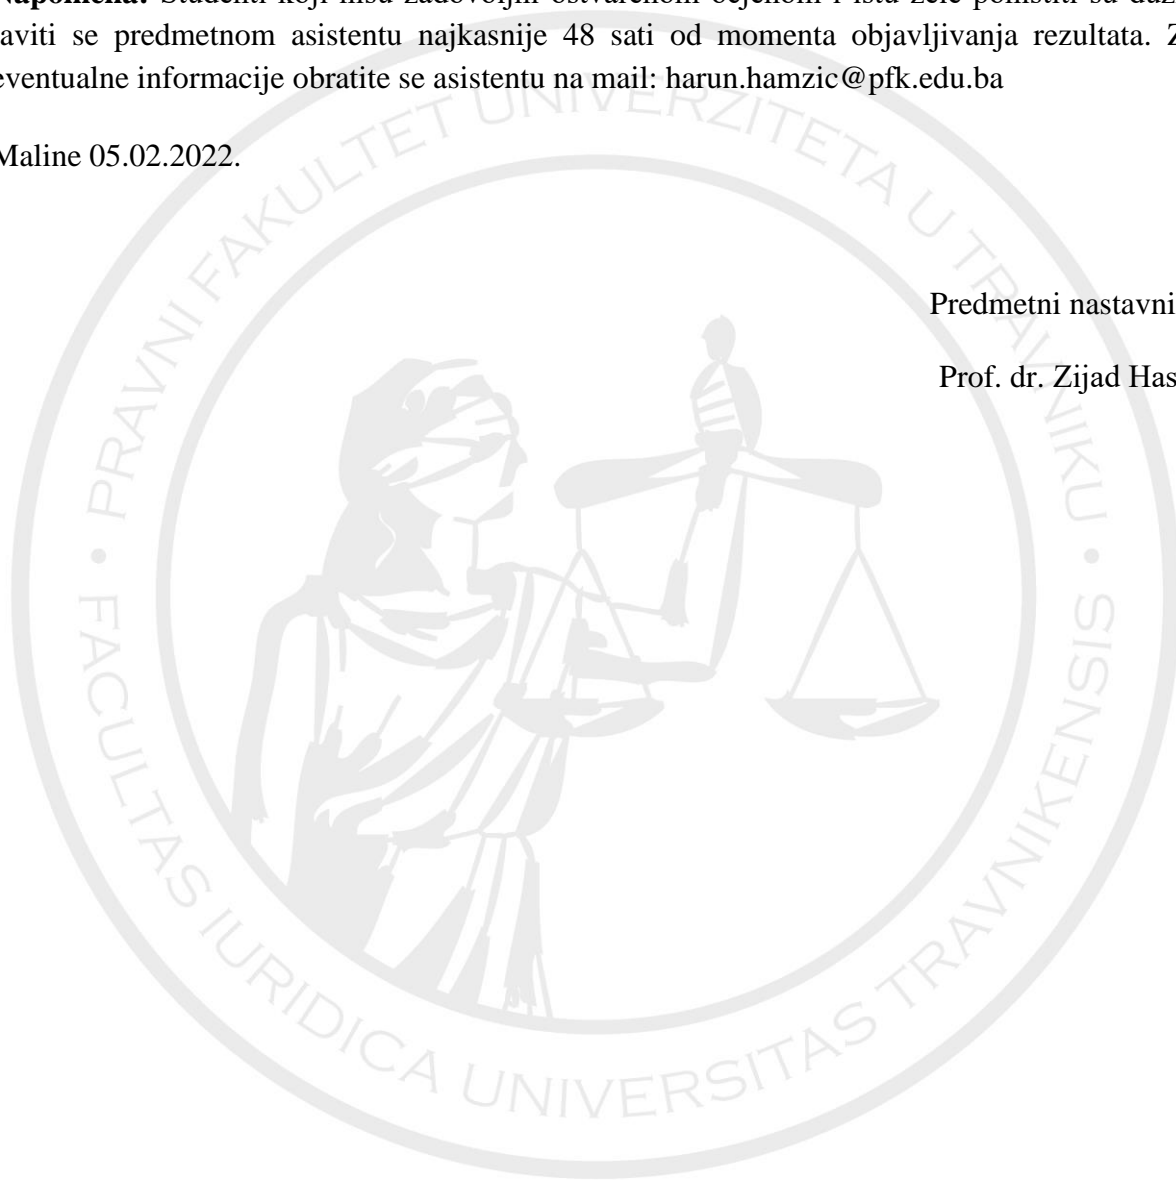 Napomena: Studenti koji nisu zadovoljni ostvarenom ocjenom i istu žele poništiti su duž
aviti se predmetnom asistentu najkasnije 48 sati od momenta objavljivanja rezultata. Z
eventualne informacije obratite se asistentu na mail: harun.hamzic@pfk.edu.ba
Maline 05.02.2022.
Predmetni nastavni
Prof. dr. Zijad Has
PRAVNI FAKULTET UNIVERZITETA U TRAVNIKU
FACULTAS IURIDICA UNIVERSITAS TRAVNIKENSIS